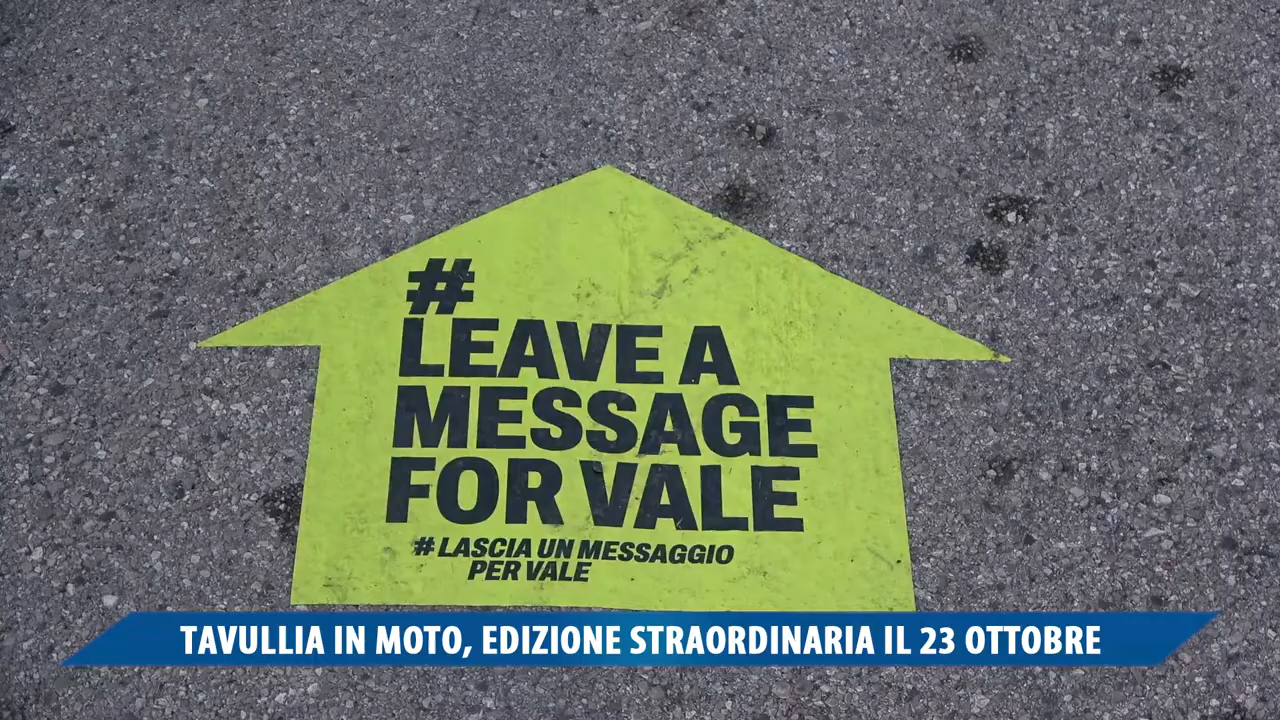 #
LEAVE A
MESSAGE
FOR VALE
# LASCIA UN MESSAGGIO
PER VALE
TAVULLIA IN MOTO, EDIZIONE STRAORDINARIA IL 23 OTTOBRE